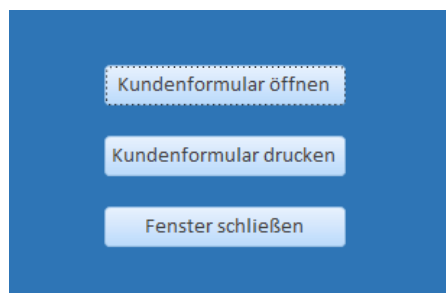 Kundenformular öffnen
Kundenformular drucken
Fenster schließen